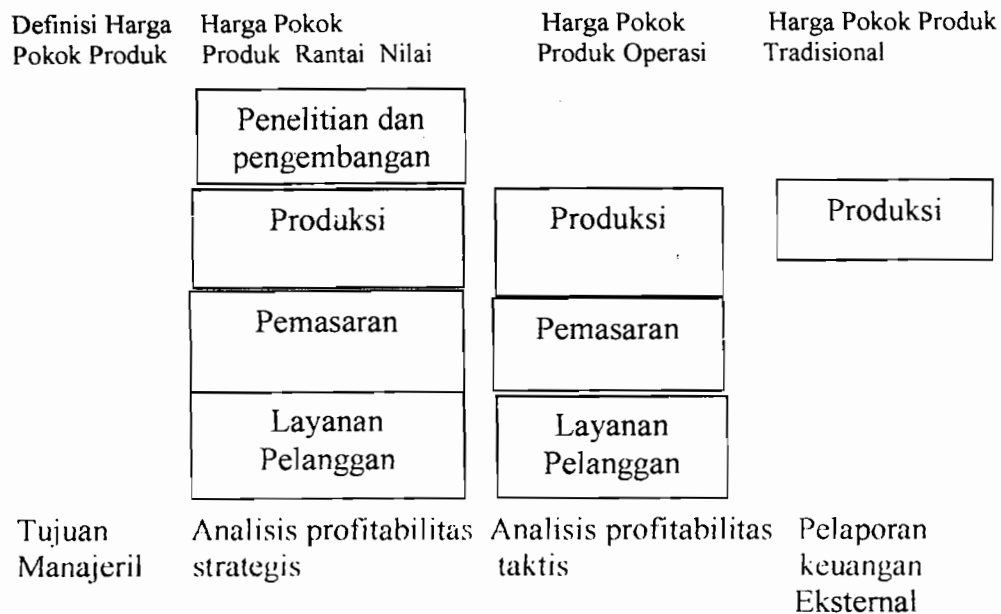 Definisi Harga
Pokok Produk
Harga Pokok
Produk Rantai Nilai
Harga Pokok
Produk Operasi
Harga Pokok Produk
Tradisional
Penelitian dan
pengembangan
Produksi
Produksi
Produksi
Pemasaran
Pemasaran
Layanan
Pelanggan
Layanan
Pelanggan
Tujuan
Manajeril
Analisis profitabilitas
strategis
Analisis profitabilitas
taktis
Pelaporan
keuangan
Eksternal